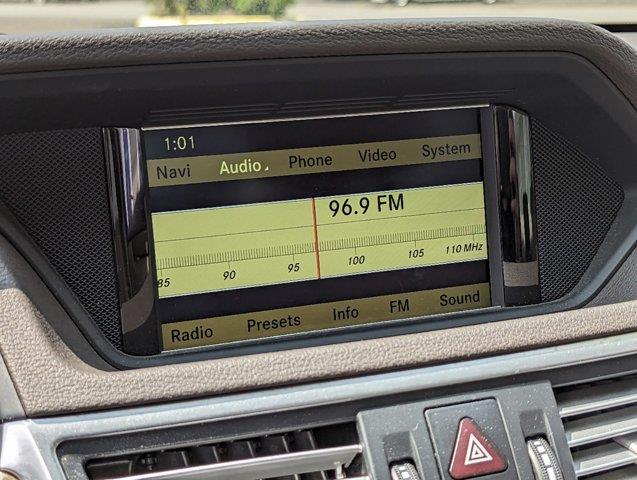 1:01
Navi Audio Phone Video System
96.9 FM
85 90 95 100 105 110 MHz
Radio Presets Info FM Sound